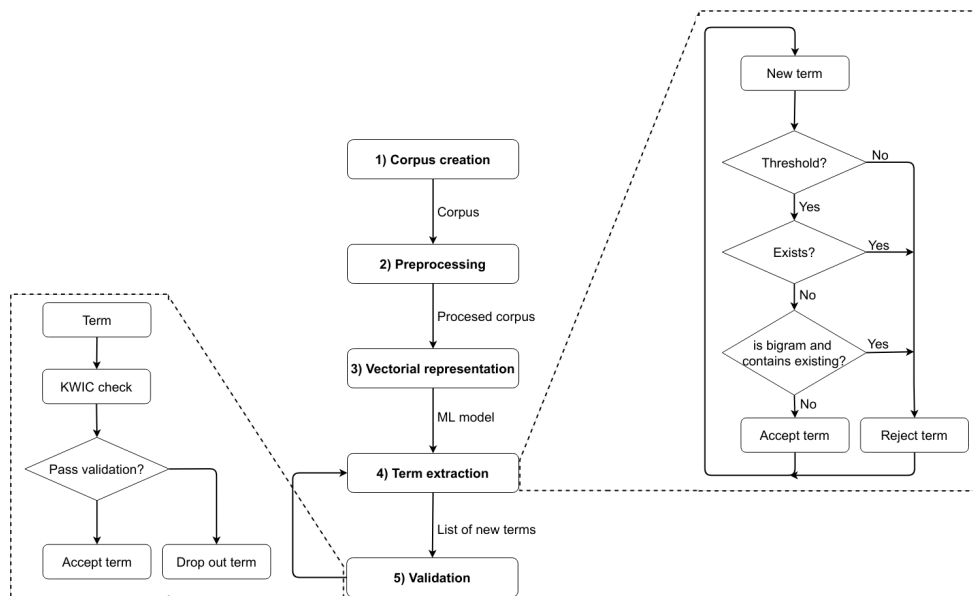 1) Corpus creation
Corpus
2) Preprocessing
Procesed corpus
3) Vectorial representation
ML model
4) Term extraction
List of new terms
5) Validation
New term
Threshold?
No
Yes
Exists?
Yes
No
is bigram and
contains existing?
Yes
No
Accept term
Reject term
Term
KWIC check
Pass validation?
Accept term
Drop out term